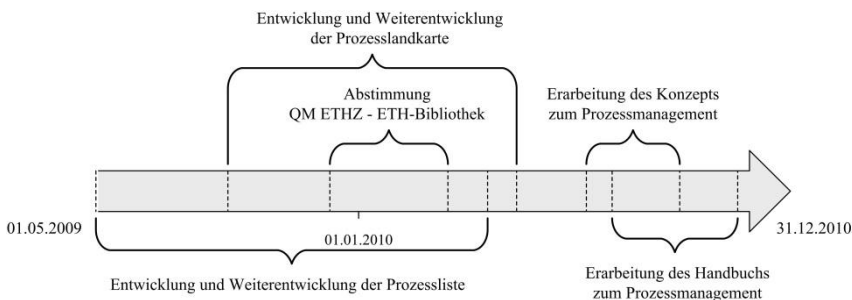 Entwicklung und Weiterentwicklung
der Prozesslandkarte
Abstimmung
QM ETHZ - ETH-Bibliothek
Erarbeitung des Konzepts
zum Prozessmanagement
01.05.2009
01.01.2010
31.12.2010
Entwicklung und Weiterentwicklung der Prozessliste
Erarbeitung des Handbuchs
zum Prozessmanagement